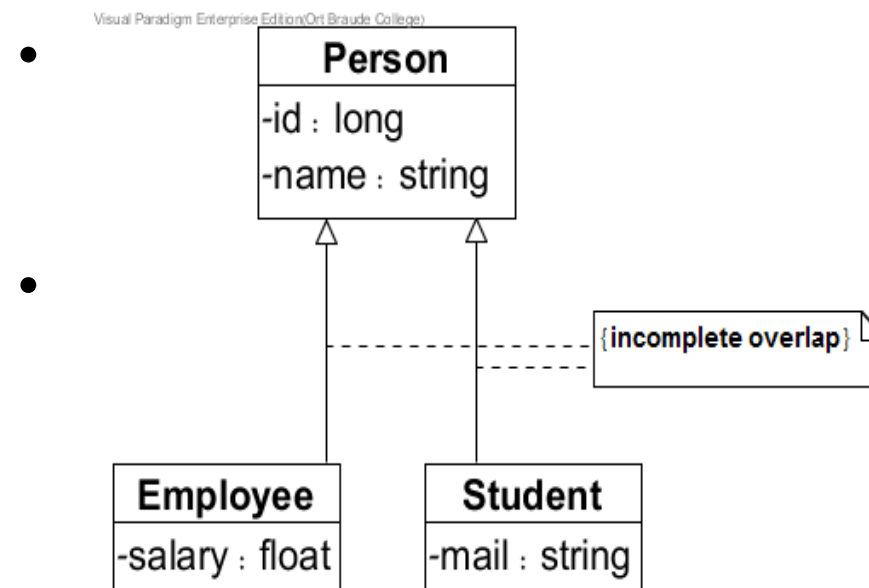 Visual Paradigm Enterprise Edition(Ort Braude College)
Person
-id : long
-name : string
{incomplete overlap}
Employee
-salary : float
Student
-mail : string